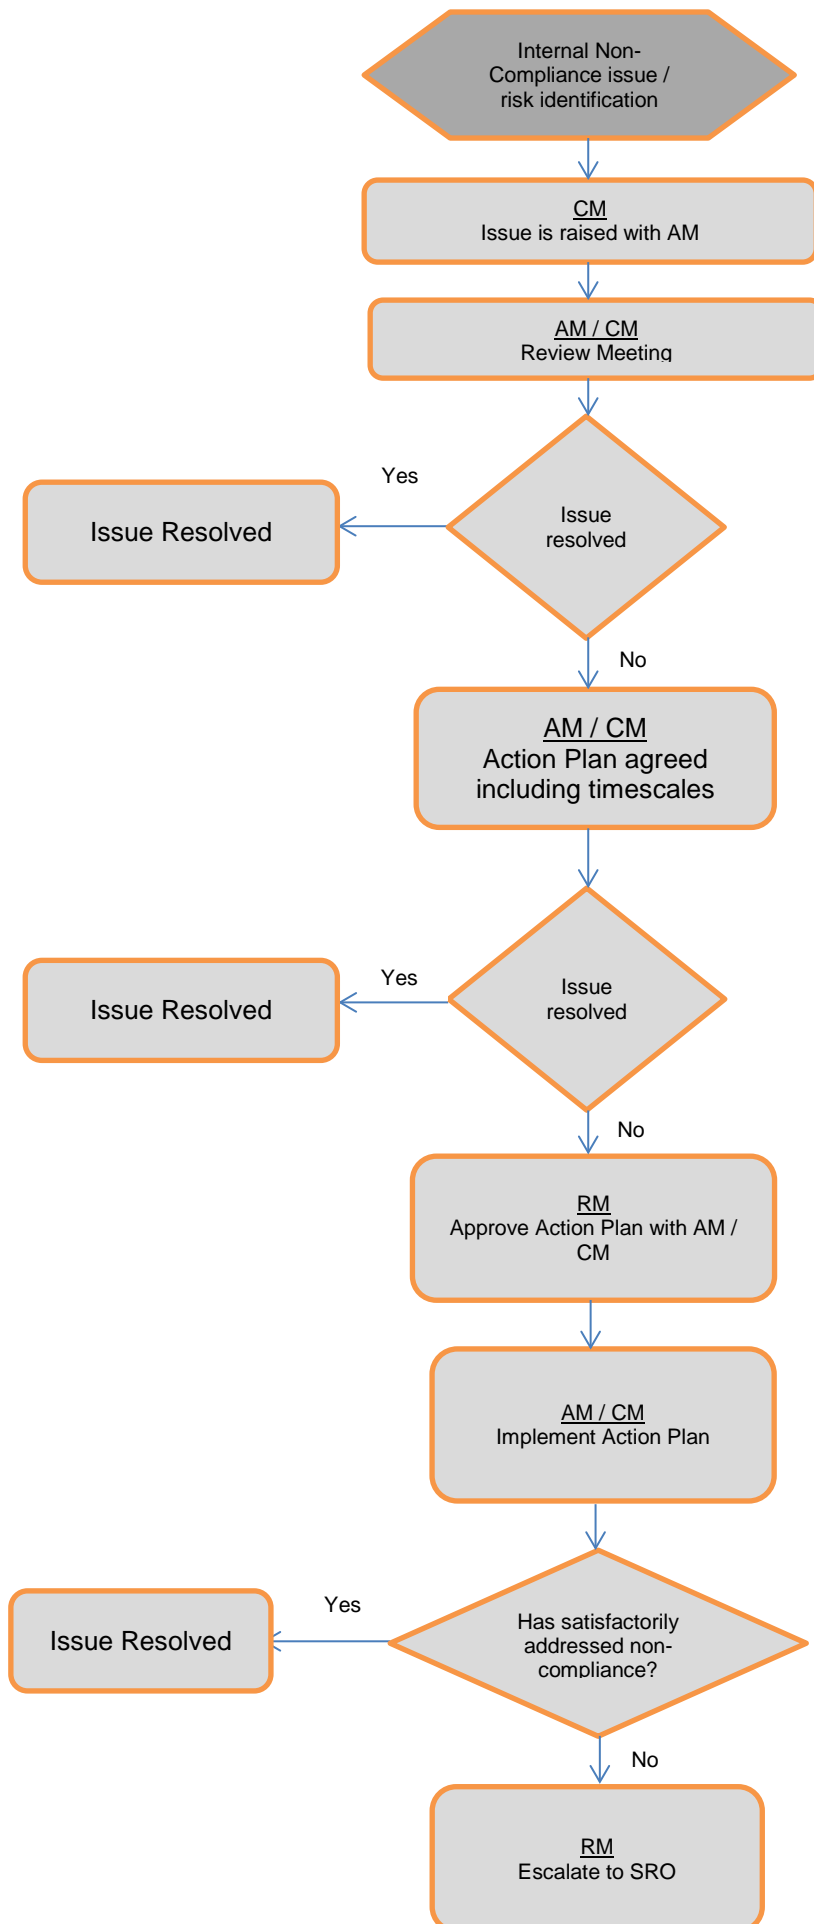 Internal Non-
Compliance issue /
risk identification
CM
Issue is raised with AM
AM / CM
Review Meeting
Yes
Issue Resolved
Issue
resolved
No
AM / CM
Action Plan agreed
including timescales
Yes
Issue Resolved
Issue
resolved
No
RM
Approve Action Plan with AM /
CM
AM / CM
Implement Action Plan
Yes
Issue Resolved
Has satisfactorily
addressed non-
compliance?
No
RM
Escalate to SRO